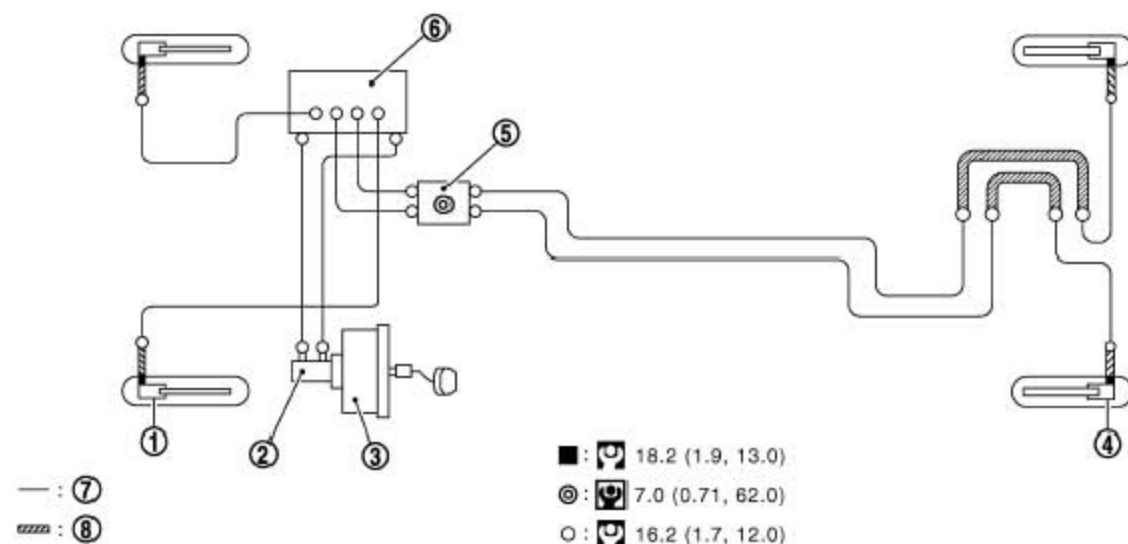 ⑥
⑤
① ② ③ ④
■ : 18.2 (1.9, 13.0)
— : ⑦
◎ : 7.0 (0.71, 62.0)
: ⑧
○ : 16.2 (1.7, 12.0)